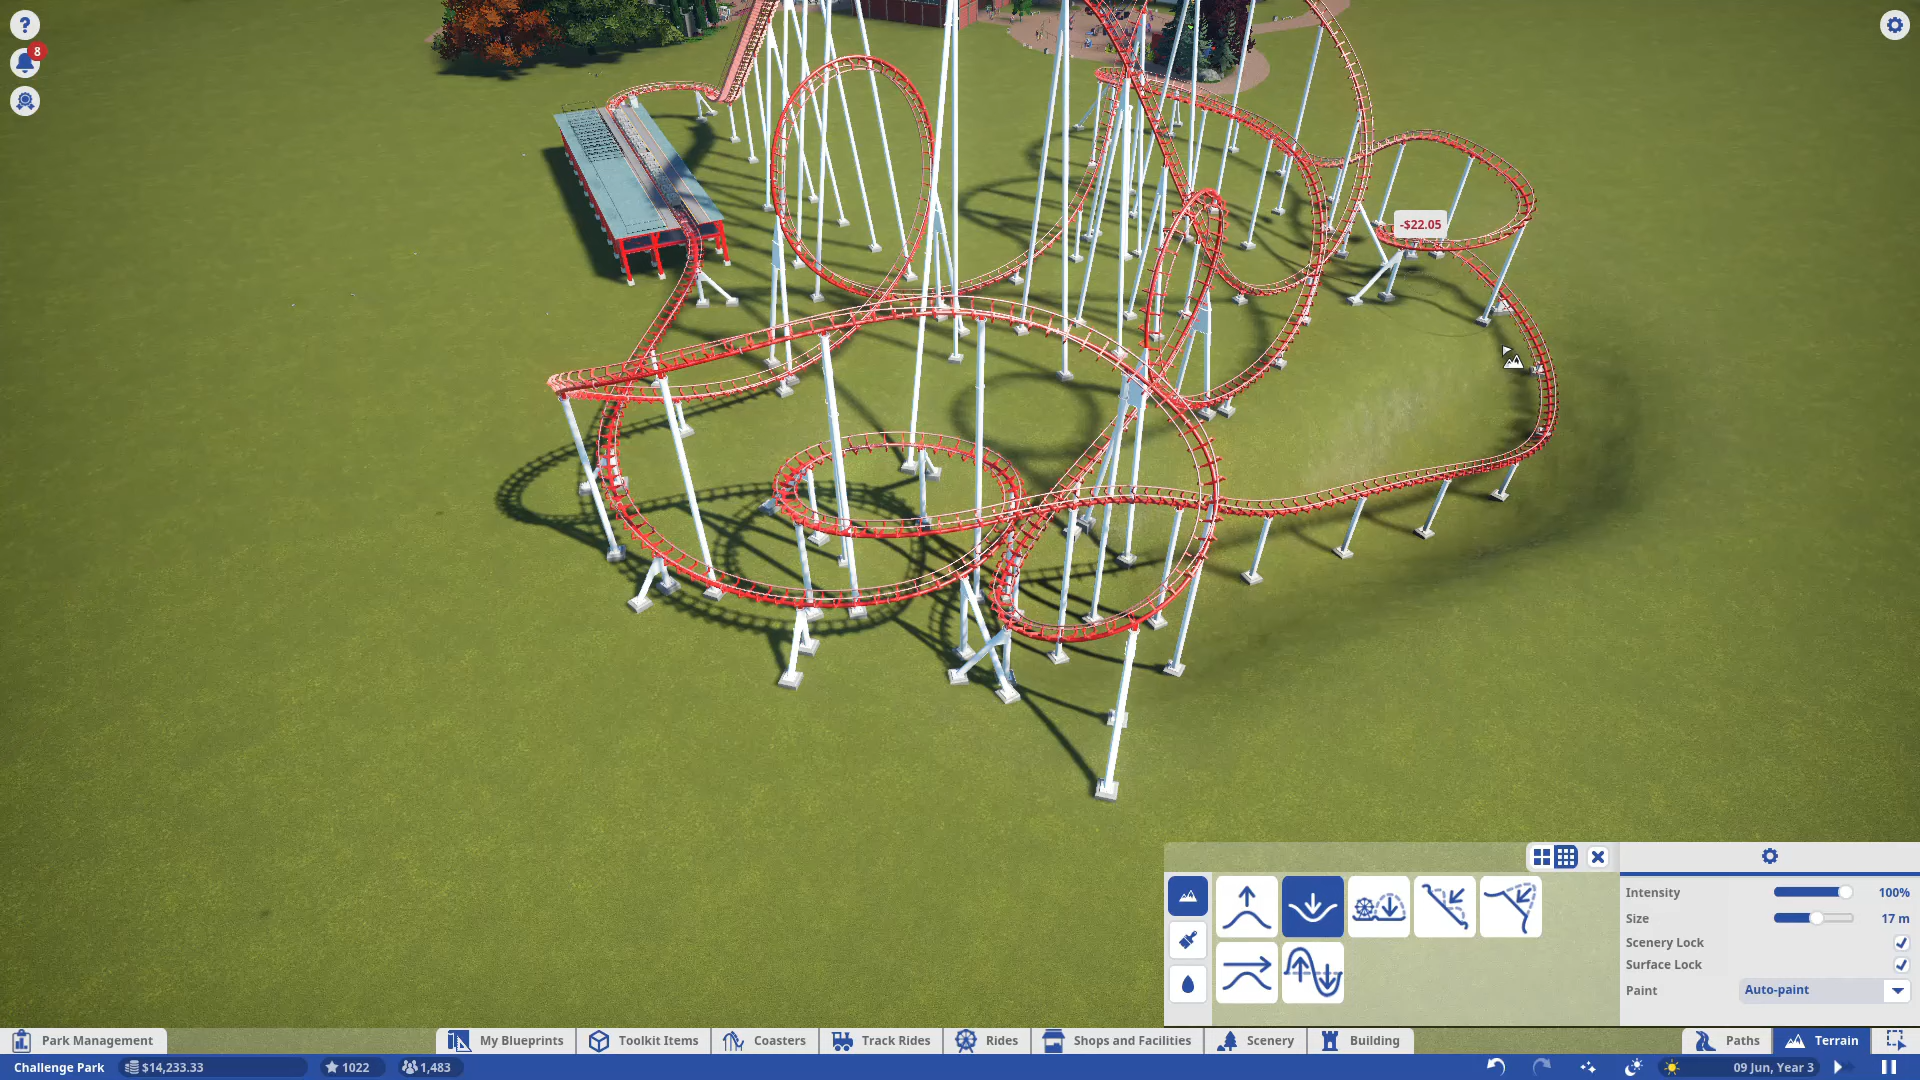 ?
8
-$22.05
Intensity 100%
Size 17 m
Scenery Lock
Surface Lock
Paint Auto-paint
Park Management
My Blueprints
Toolkit Items
Coasters
Track Rides
Rides
Shops and Facilities
Scenery
Building
Paths
Terrain
Challenge Park
$14,233.33
1022
1,483
09 Jun, Year 3